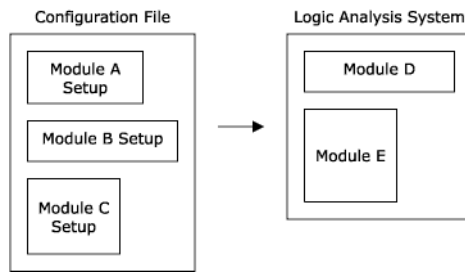 Configuration File
Module A
Setup
Module B Setup
Module C
Setup
Logic Analysis System
Module D
Module E